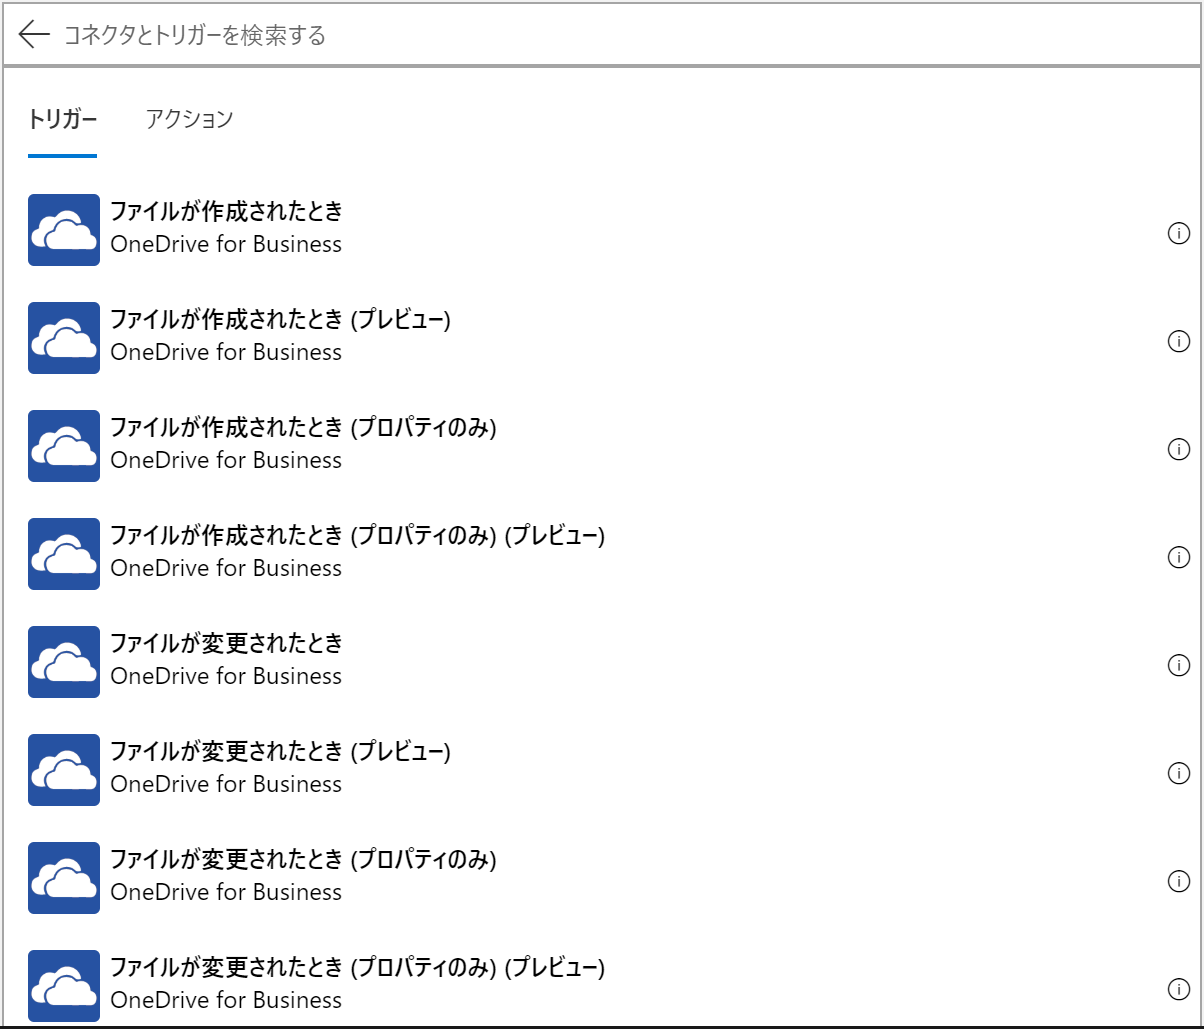 コネクタとトリガーを検索する
トリガー アクション
ファイルが作成されたとき
OneDrive for Business
ファイルが作成されたとき (プレビュー)
OneDrive for Business
ファイルが作成されたとき (プロパティのみ)
OneDrive for Business
ファイルが作成されたとき (プロパティのみ) (プレビュー)
OneDrive for Business
ファイルが変更されたとき
OneDrive for Business
ファイルが変更されたとき (プレビュー)
OneDrive for Business
ファイルが変更されたとき (プロパティのみ)
OneDrive for Business
ファイルが変更されたとき (プロパティのみ) (プレビュー)
OneDrive for Business